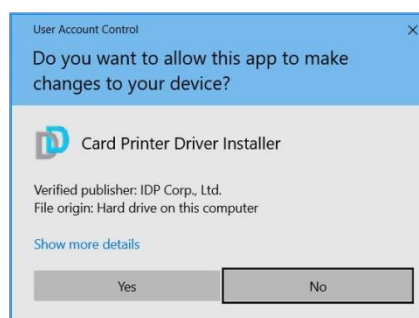 User Account Control
Do you want to allow this app to make
changes to your device?
Card Printer Driver Installer
Verified publisher: IDP Corp., Ltd.
File origin: Hard drive on this computer
Show more details
Yes
No